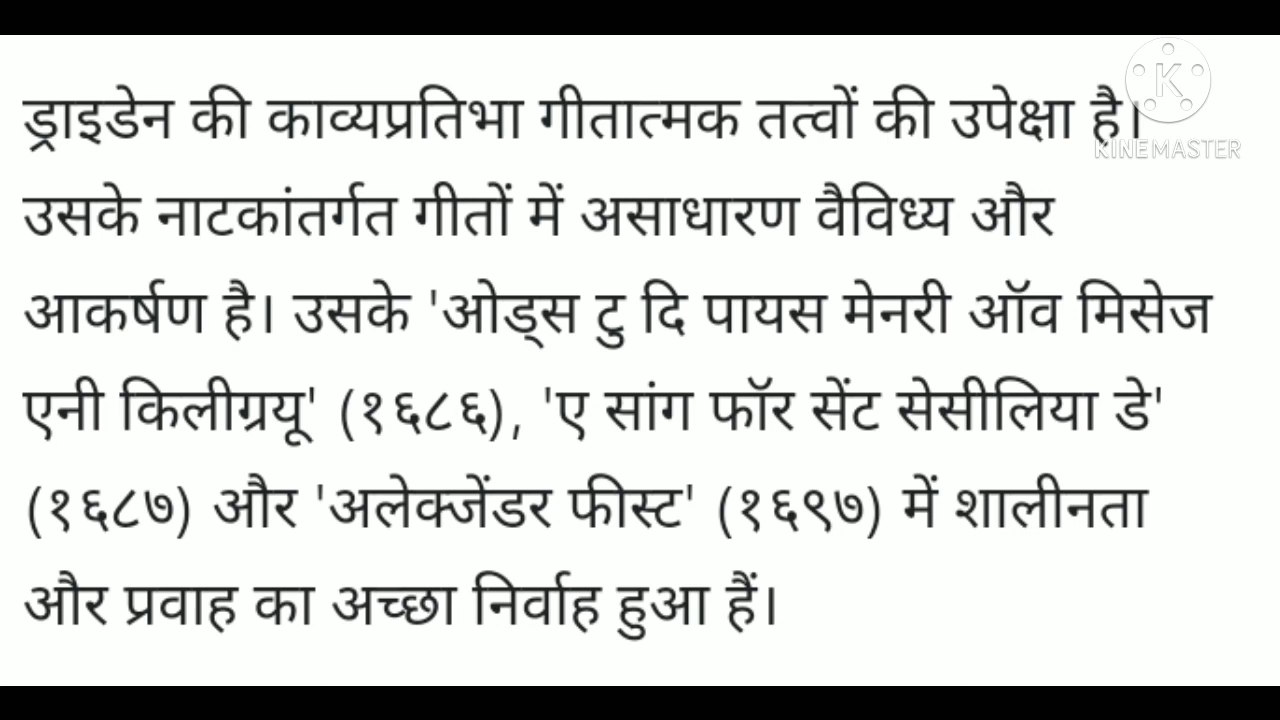 ड्राइडेन की काव्यप्रतिभा गीतात्मक तत्वों की उपेक्षा है।
उसके नाटकांतर्गत गीतों में असाधारण वैविध्य और
आकर्षण है। उसके 'ओड्स टु दि पायस मेनरी ऑव मिसेज
एनी किलीग्रयू' (१६८६), 'ए सांग फॉर सेंट सेसीलिया डे'
(१६८७) और 'अलेक्जेंडर फीस्ट' (१६९७) में शालीनता
और प्रवाह का अच्छा निर्वाह हुआ हैं।
K
KINEMASTER